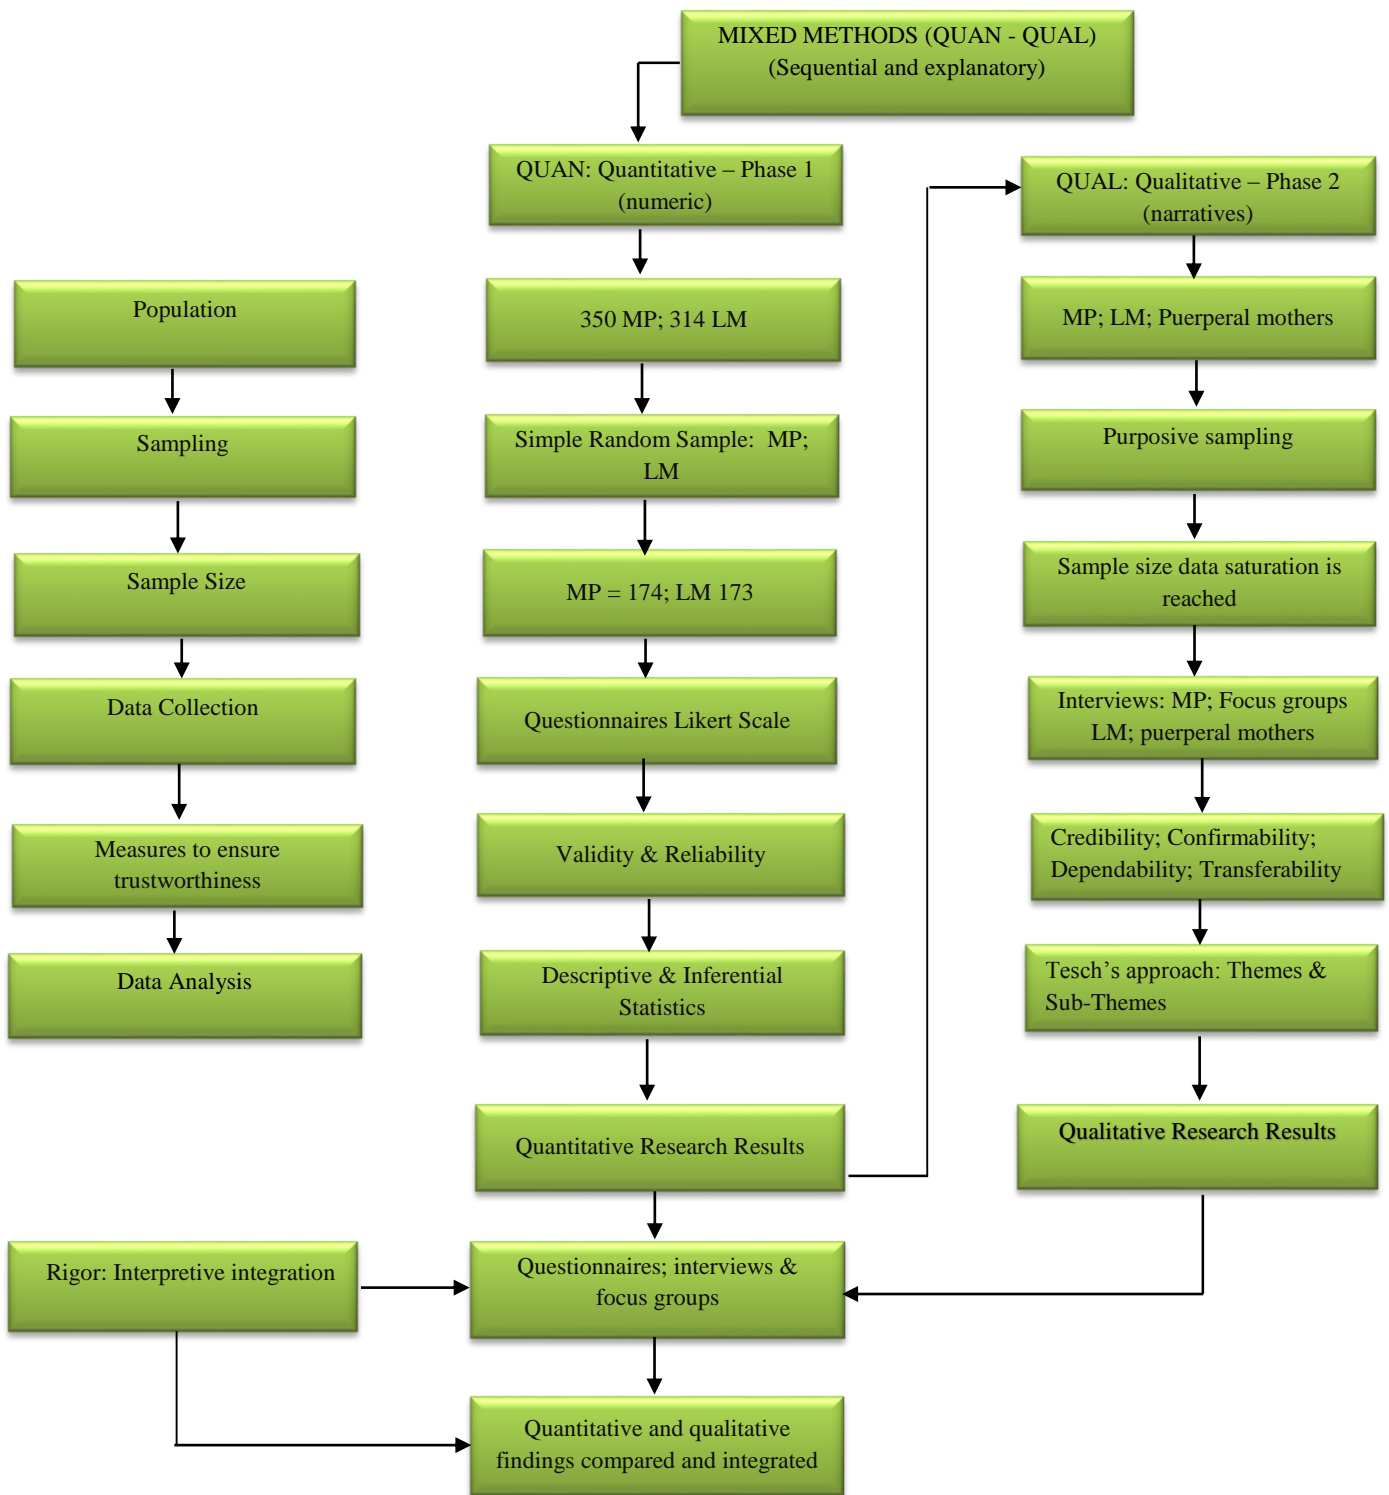 MIXED METHODS (QUAN - QUAL)
(Sequential and explanatory)
QUAN: Quantitative – Phase 1
(numeric)
QUAL: Qualitative – Phase 2
(narratives)
Population
350 MP; 314 LM
MP; LM; Puerperal mothers
Sampling
Simple Random Sample:  MP;
LM
Purposive sampling
Sample Size
MP = 174; LM 173
Sample size data saturation is
reached
Data Collection
Questionnaires Likert Scale
Interviews: MP; Focus groups
LM; puerperal mothers
Measures to ensure
trustworthiness
Validity & Reliability
Credibility; Confirmability;
Dependability; Transferability
Data Analysis
Descriptive & Inferential
Statistics
Tesch’s approach: Themes &
Sub-Themes
Quantitative Research Results
Qualitative Research Results
Rigor: Interpretive integration
Questionnaires; interviews &
focus groups
Quantitative and qualitative
findings compared and integrated